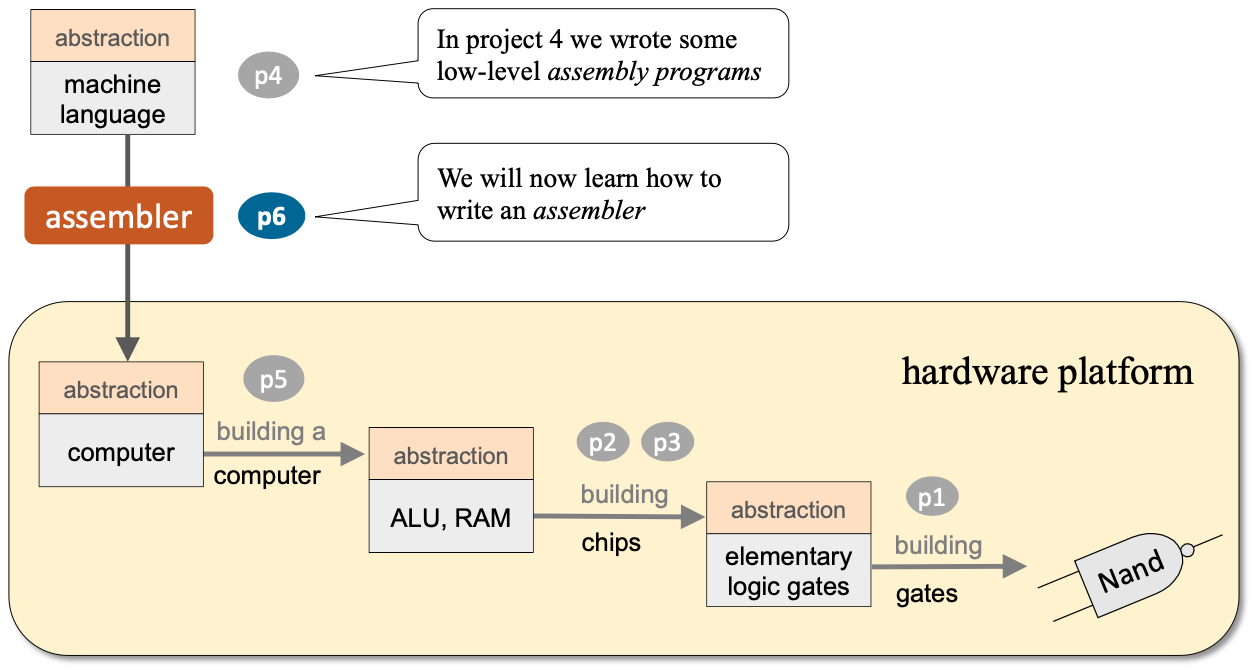 abstraction
machine
language
p4
In project 4 we wrote some
low-level assembly programs
assembler
p6
We will now learn how to
write an assembler
hardware platform
abstraction
computer
p5
building a
computer
abstraction
ALU, RAM
p2 p3
building
chips
abstraction
elementary
logic gates
p1
building
gates
Nand